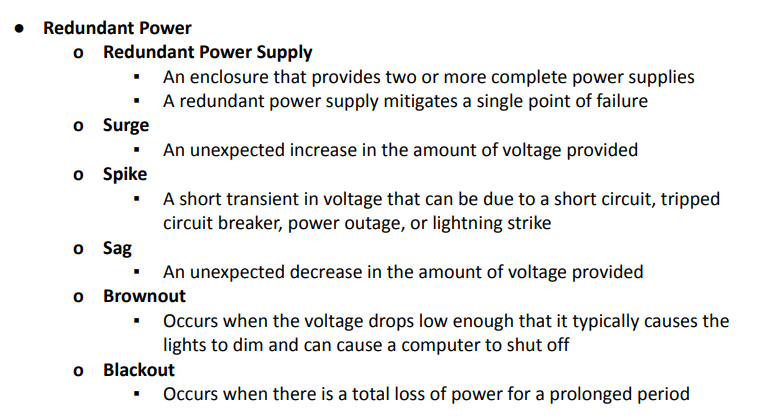 ● Redundant Power
o Redundant Power Supply
▪ An enclosure that provides two or more complete power supplies
▪ A redundant power supply mitigates a single point of failure
o Surge
▪ An unexpected increase in the amount of voltage provided
o Spike
▪ A short transient in voltage that can be due to a short circuit, tripped
circuit breaker, power outage, or lightning strike
o Sag
▪ An unexpected decrease in the amount of voltage provided
o Brownout
▪ Occurs when the voltage drops low enough that it typically causes the
lights to dim and can cause a computer to shut off
o Blackout
▪ Occurs when there is a total loss of power for a prolonged period